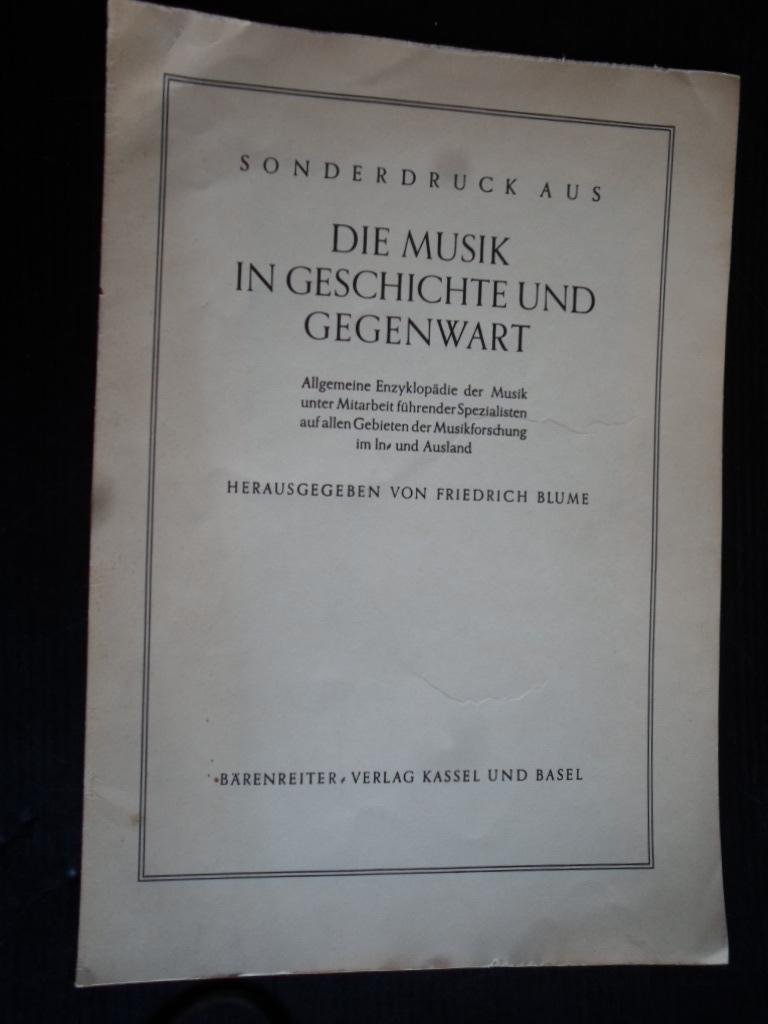 SONDERDRUCK AUS
DIE MUSIK
IN GESCHICHTE UND
GEGENWART
Allgemeine Enzyklopädie der Musik
unter Mitarbeit führender Spezialisten
auf allen Gebieten der Musikforschung
im In- und Ausland
HERAUSGEGEBEN VON FRIEDRICH BLUME
BÄRENREITER-VERLAG KASSEL UND BASEL